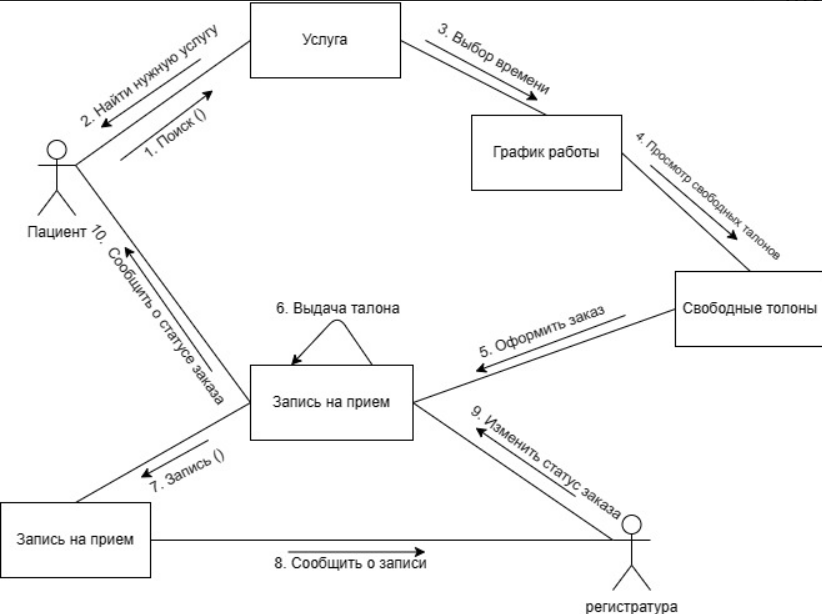 Услуга
3. Выбор времени
2. Найти нужную услугу
1. Поиск ()
График работы
4. Просмотр свободных талонов
Пациент
10. Сообщить о статусе заказа
Свободные толоны
6. Выдача талона
5. Оформить заказ
Запись на прием
9. Изменить статус заказа
7. Запись ()
Запись на прием
8. Сообщить о записи
регистратура